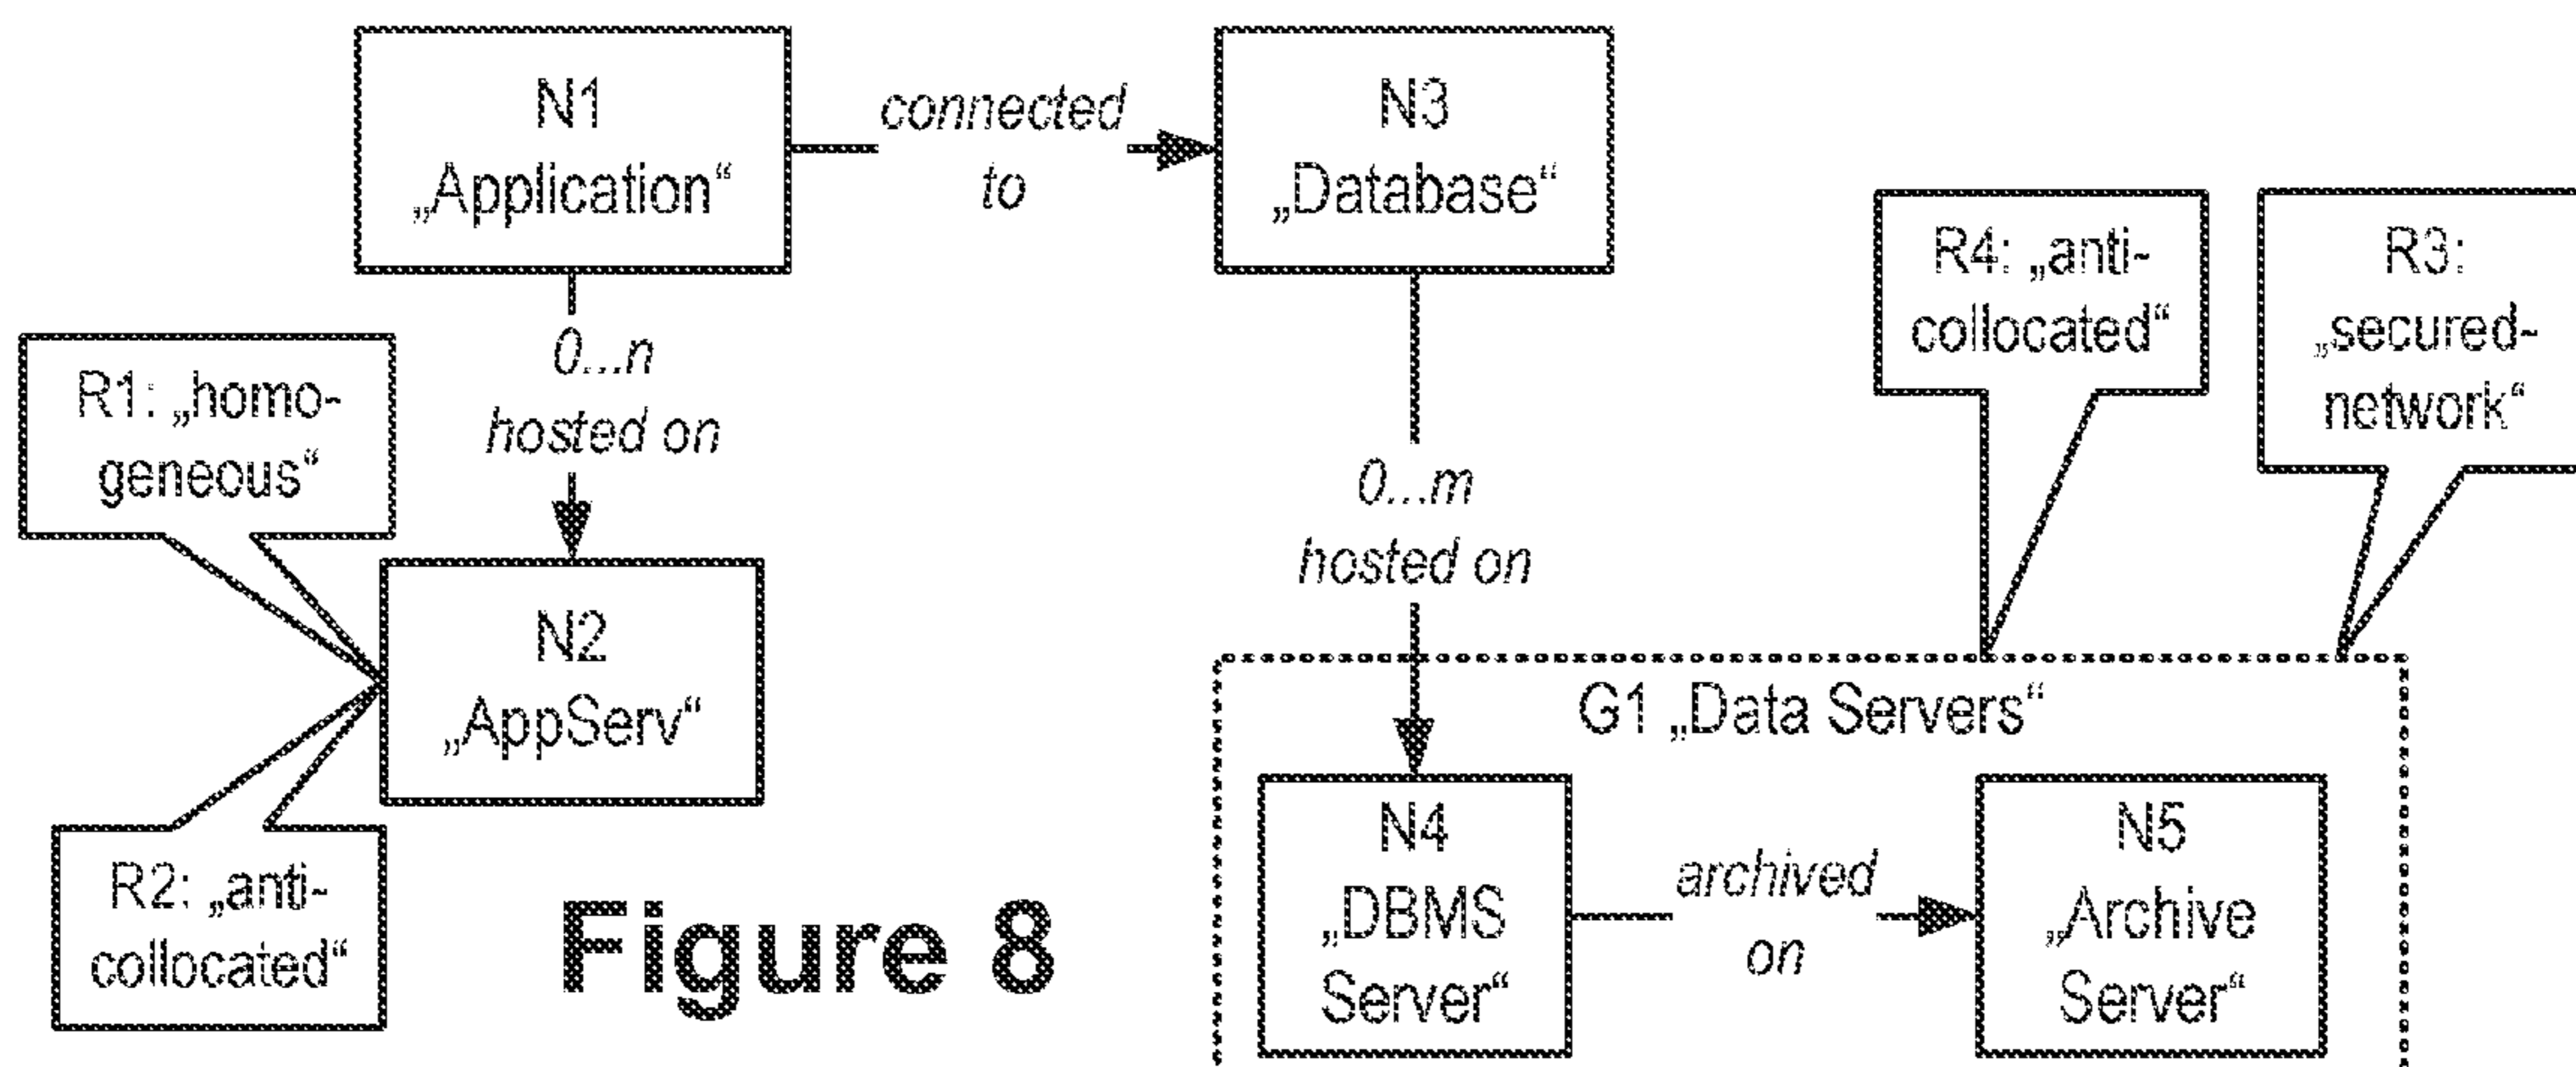 N1
„Application“
connected
to
N3
„Database“
R4: „anti-
collocated“
R3:
„secured-
network“
0...n
hosted on
R1: „homo-
geneous“
0...m
hosted on
N2
„AppServ“
G1 „Data Servers“
R2: „anti-
collocated“
Figure 8
N4
„DBMS
Server“
archived
on
N5
„Archive
Server“